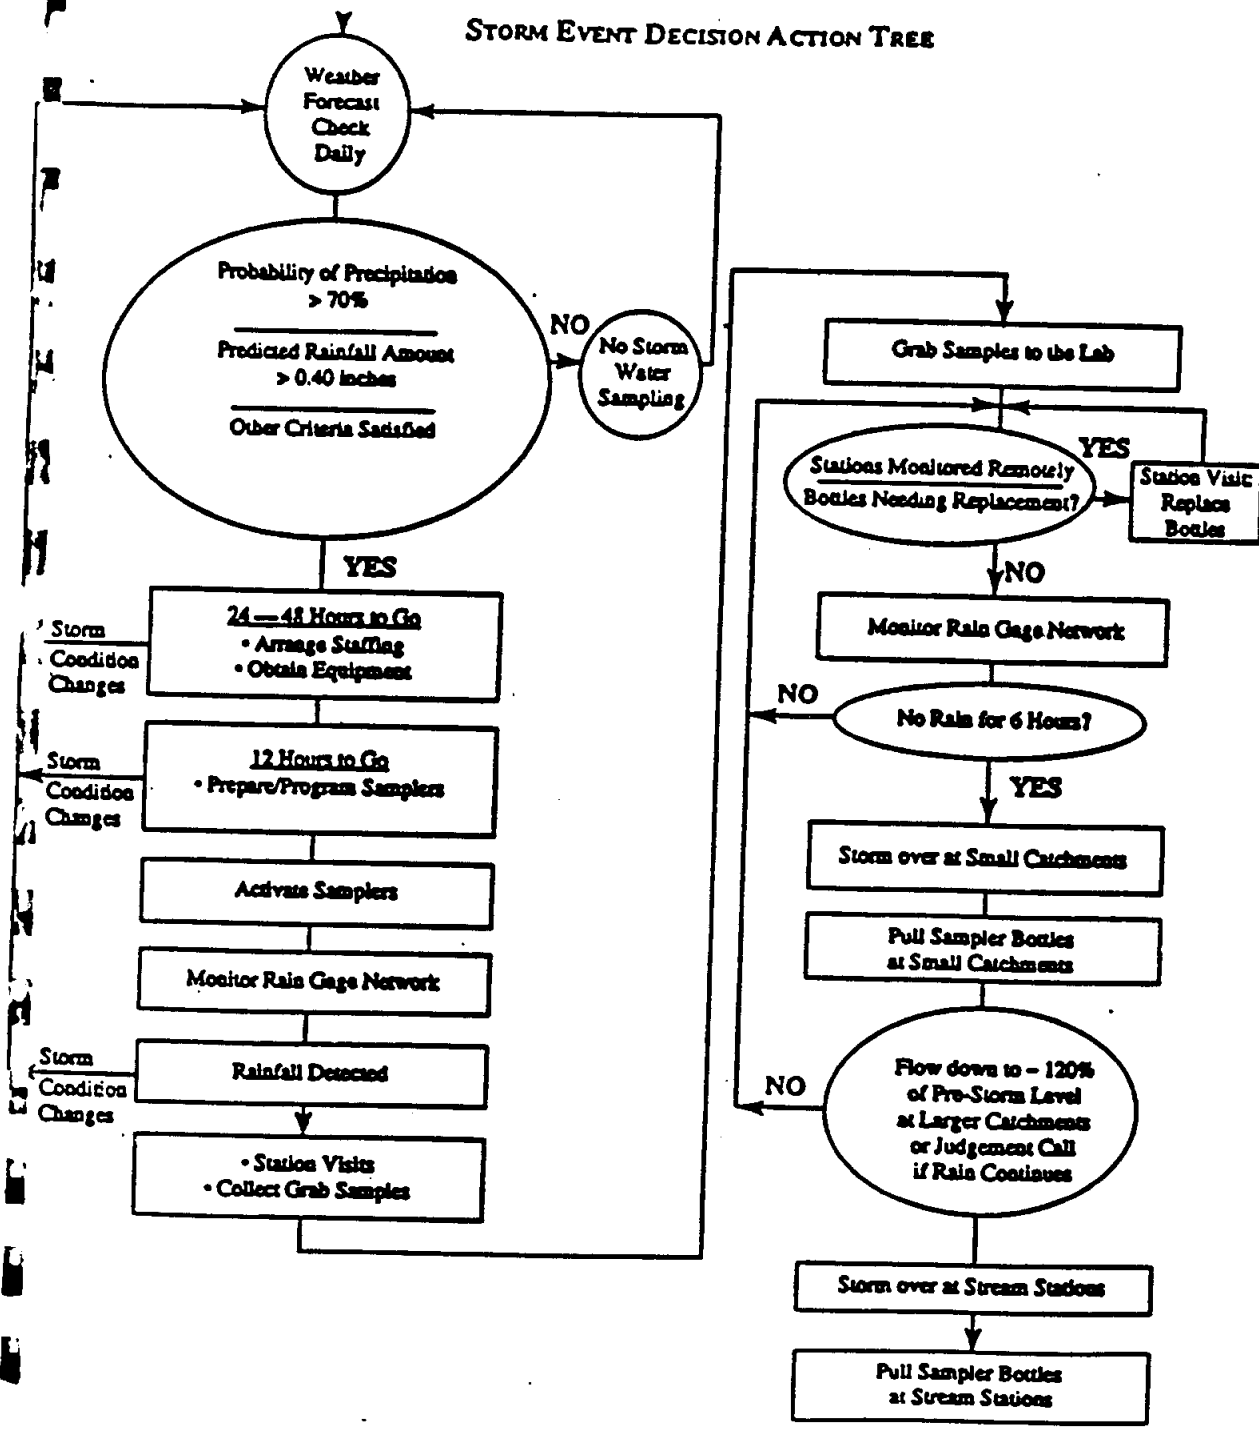 STORM EVENT DECISION ACTION TREE
Weather
Forecast
Check
Daily
Probability of Precipitation
> 70%
Predicted Rainfall Amount
> 0.40 inches
Other Criteria Satisfied
NO
No Storm
Water
Sampling
YES
24 — 48 Hours to Go
• Arrange Staffing
• Obtain Equipment
Storm
Condition
Changes
12 Hours to Go
• Prepare/Program Samplers
Storm
Condition
Changes
Activate Samplers
Monitor Rain Gage Network
Rainfall Detected
Storm
Condition
Changes
• Station Visits
• Collect Grab Samples
Grab Samples to the Lab
Stations Monitored Remotely
Bottles Needing Replacement?
YES
Station Visit:
Replace
Bottles
NO
Monitor Rain Gage Network
No Rain for 6 Hours?
NO
YES
Storm over at Small Catchments
Pull Sampler Bottles
at Small Catchments
Flow down to ~ 120%
of Pre-Storm Level
at Larger Catchments
or Judgement Call
if Rain Continues
NO
Storm over at Stream Stations
Pull Sampler Bottles
at Stream Stations